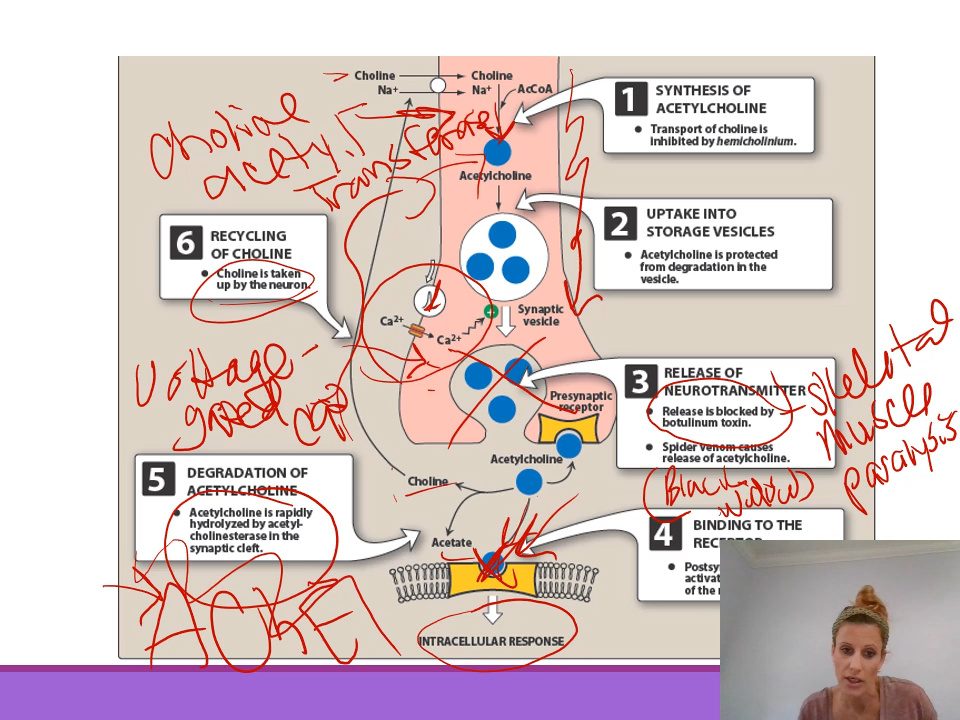 Choline
Na+
Choline
Na+
AcCoA
1 SYNTHESIS OF
ACETYLCHOLINE
• Transport of choline is
inhibited by hemicholinium.
Choline
acetyl
transferase
Acetylcholine
2 UPTAKE INTO
STORAGE VESICLES
• Acetylcholine is protected
from degradation in the
vesicle.
6 RECYCLING
OF CHOLINE
• Choline is taken
up by the neuron.
Ca2+
Ca2+
Synaptic
vesicle
Voltage-
gated
3 RELEASE OF
NEUROTRANSMITTER
• Release is blocked by
botulinum toxin.
• Spider venom causes
release of acetylcholine.
skeletal
muscle
paralysis
(Black
widow)
Presynaptic
receptor
Acetylcholine
Choline
Acetate
5 DEGRADATION OF
ACETYLCHOLINE
• Acetylcholine is rapidly
hydrolyzed by acetyl-
cholinesterase in the
synaptic cleft.
AChE
4 BINDING TO THE
• Postsy
activat
of the
INTRACELLULAR RESPONSE